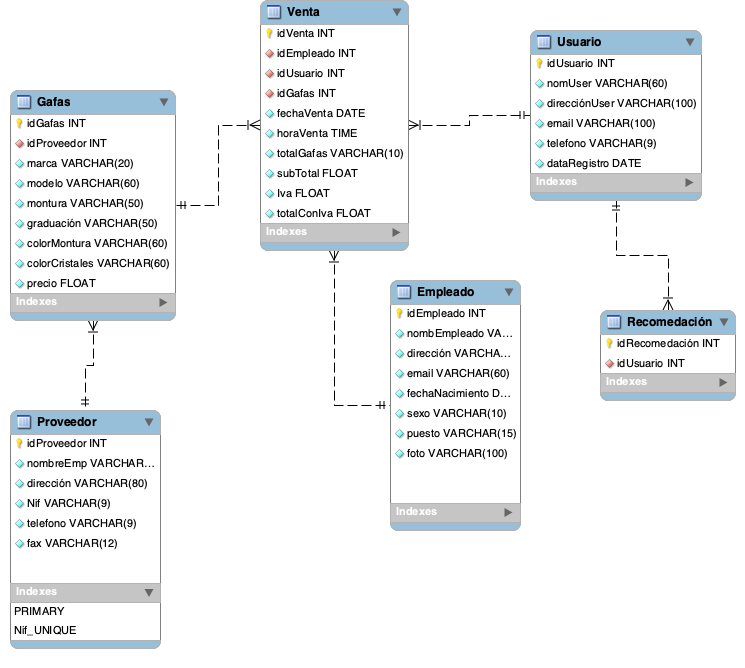 Venta
idVenta INT
idEmpleado INT
idUsuario INT
idGafas INT
fechaVenta DATE
horaVenta TIME
totalGafas VARCHAR(10)
subTotal FLOAT
Iva FLOAT
totalConIva FLOAT
Indexes
Usuario
idUsuario INT
nomUser VARCHAR(60)
direcciónUser VARCHAR(100)
email VARCHAR(100)
telefono VARCHAR(9)
dataRegistro DATE
Indexes
Gafas
idGafas INT
idProveedor INT
marca VARCHAR(20)
modelo VARCHAR(60)
montura VARCHAR(50)
graduación VARCHAR(50)
colorMontura VARCHAR(60)
colorCristales VARCHAR(60)
precio FLOAT
Indexes
Empleado
idEmpleado INT
nombEmpleado VA...
dirección VARCHA...
email VARCHAR(60)
fechaNacimiento D...
sexo VARCHAR(10)
puesto VARCHAR(15)
foto VARCHAR(100)
Indexes
Recomedación
idRecomedación INT
idUsuario INT
Indexes
Proveedor
idProveedor INT
nombreEmp VARCHAR...
dirección VARCHAR(80)
Nif VARCHAR(9)
telefono VARCHAR(9)
fax VARCHAR(12)
Indexes
PRIMARY
Nif_UNIQUE